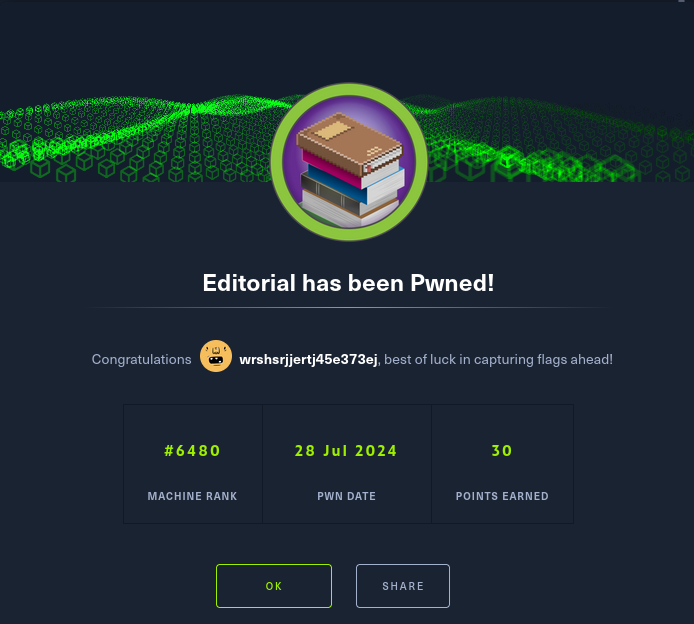 Editorial has been Pwned!
Congratulations wrshsrjjertj45e373ej, best of luck in capturing flags ahead!
#6480 28 Jul 2024 30
MACHINE RANK PWN DATE POINTS EARNED
OK SHARE